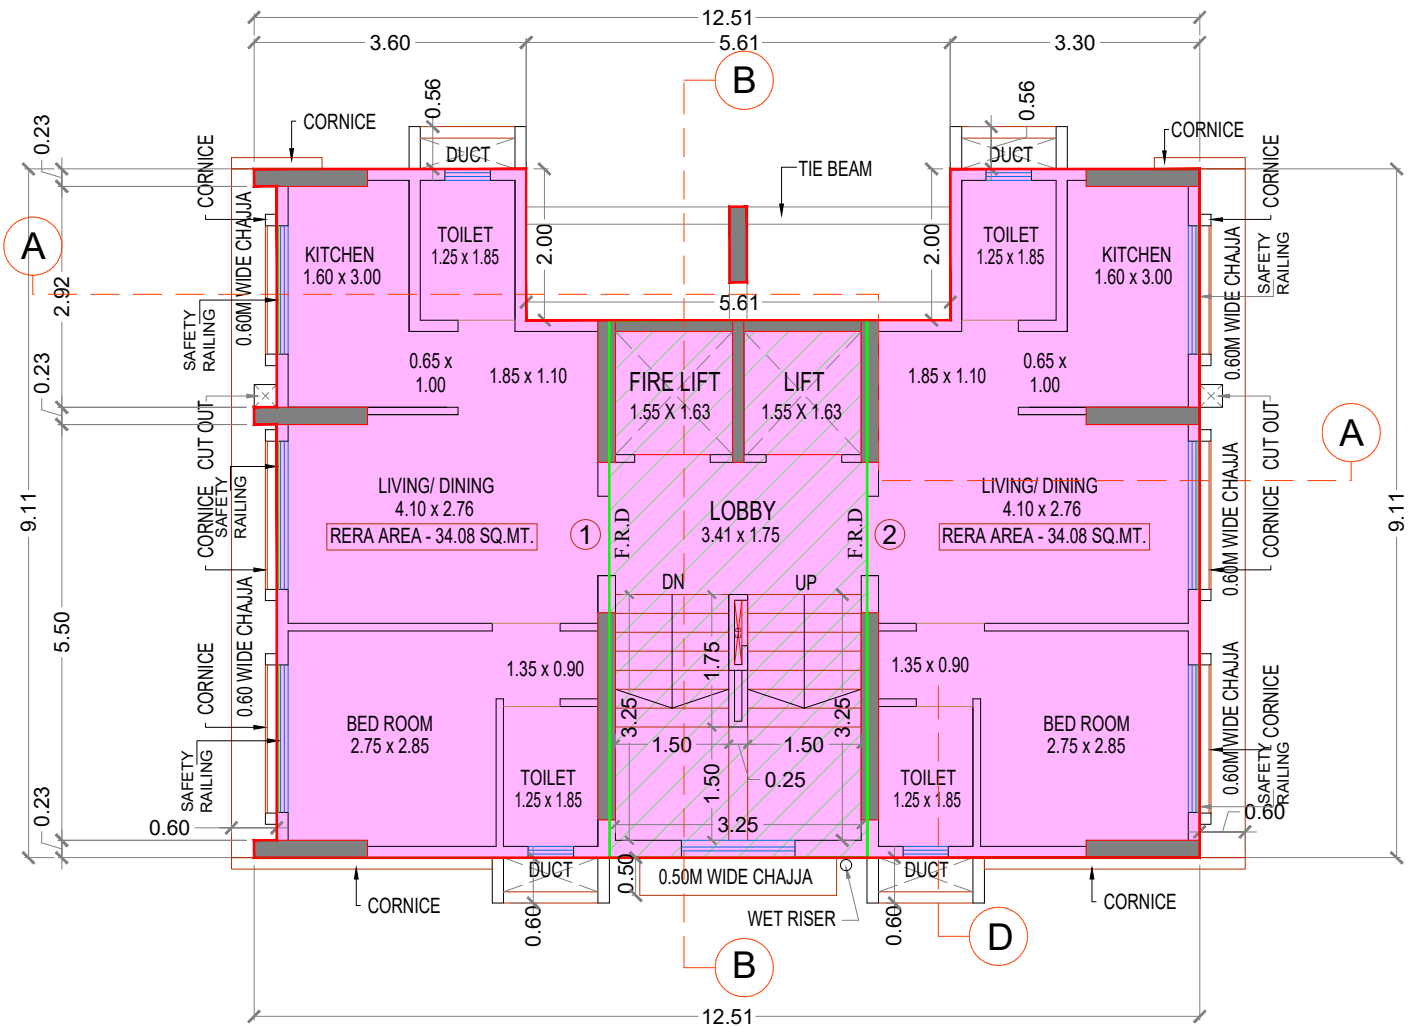 12.51
3.60
5.61
3.30
B
0.56
0.56
0.23
CORNICE
CORNICE
CORNICE
CORNICE
DUCT
DUCT
TIE BEAM
A
0.60M WIDE CHAJJA
KITCHEN
1.60 x 3.00
TOILET
1.25 x 1.85
2.00
2.00
TOILET
1.25 x 1.85
KITCHEN
1.60 x 3.00
0.60M WIDE CHAJJA
SAFETY
RAILING
2.92
5.61
SAFETY
RAILING
0.65 x
1.00
1.85 x 1.10
FIRE LIFT
1.55 X 1.63
LIFT
1.55 X 1.63
1.85 x 1.10
0.65 x
1.00
0.23
CUT OUT
CUT OUT
A
LIVING/ DINING
4.10 x 2.76
RERA AREA - 34.08 SQ.MT.
1
F.R.D
LOBBY
3.41 x 1.75
F.R.D
2
LIVING/ DINING
4.10 x 2.76
RERA AREA - 34.08 SQ.MT.
9.11
CORNICE
SAFETY
RAILING
0.60M WIDE CHAJJA
CORNICE
9.11
DN
UP
5.50
0.60 WIDE CHAJJA
CORNICE
1.35 x 0.90
1.75
1.35 x 0.90
0.60M WIDE CHAJJA
CORNICE
BED ROOM
2.75 x 2.85
3.25
3.25
BED ROOM
2.75 x 2.85
1.50
1.50
SAFETY
RAILING
TOILET
1.25 x 1.85
1.50
0.25
TOILET
1.25 x 1.85
SAFETY
RAILING
0.23
0.60
3.25
0.60
DUCT
0.50
0.50M WIDE CHAJJA
DUCT
CORNICE
0.60
WET RISER
0.60
D
CORNICE
B
12.51